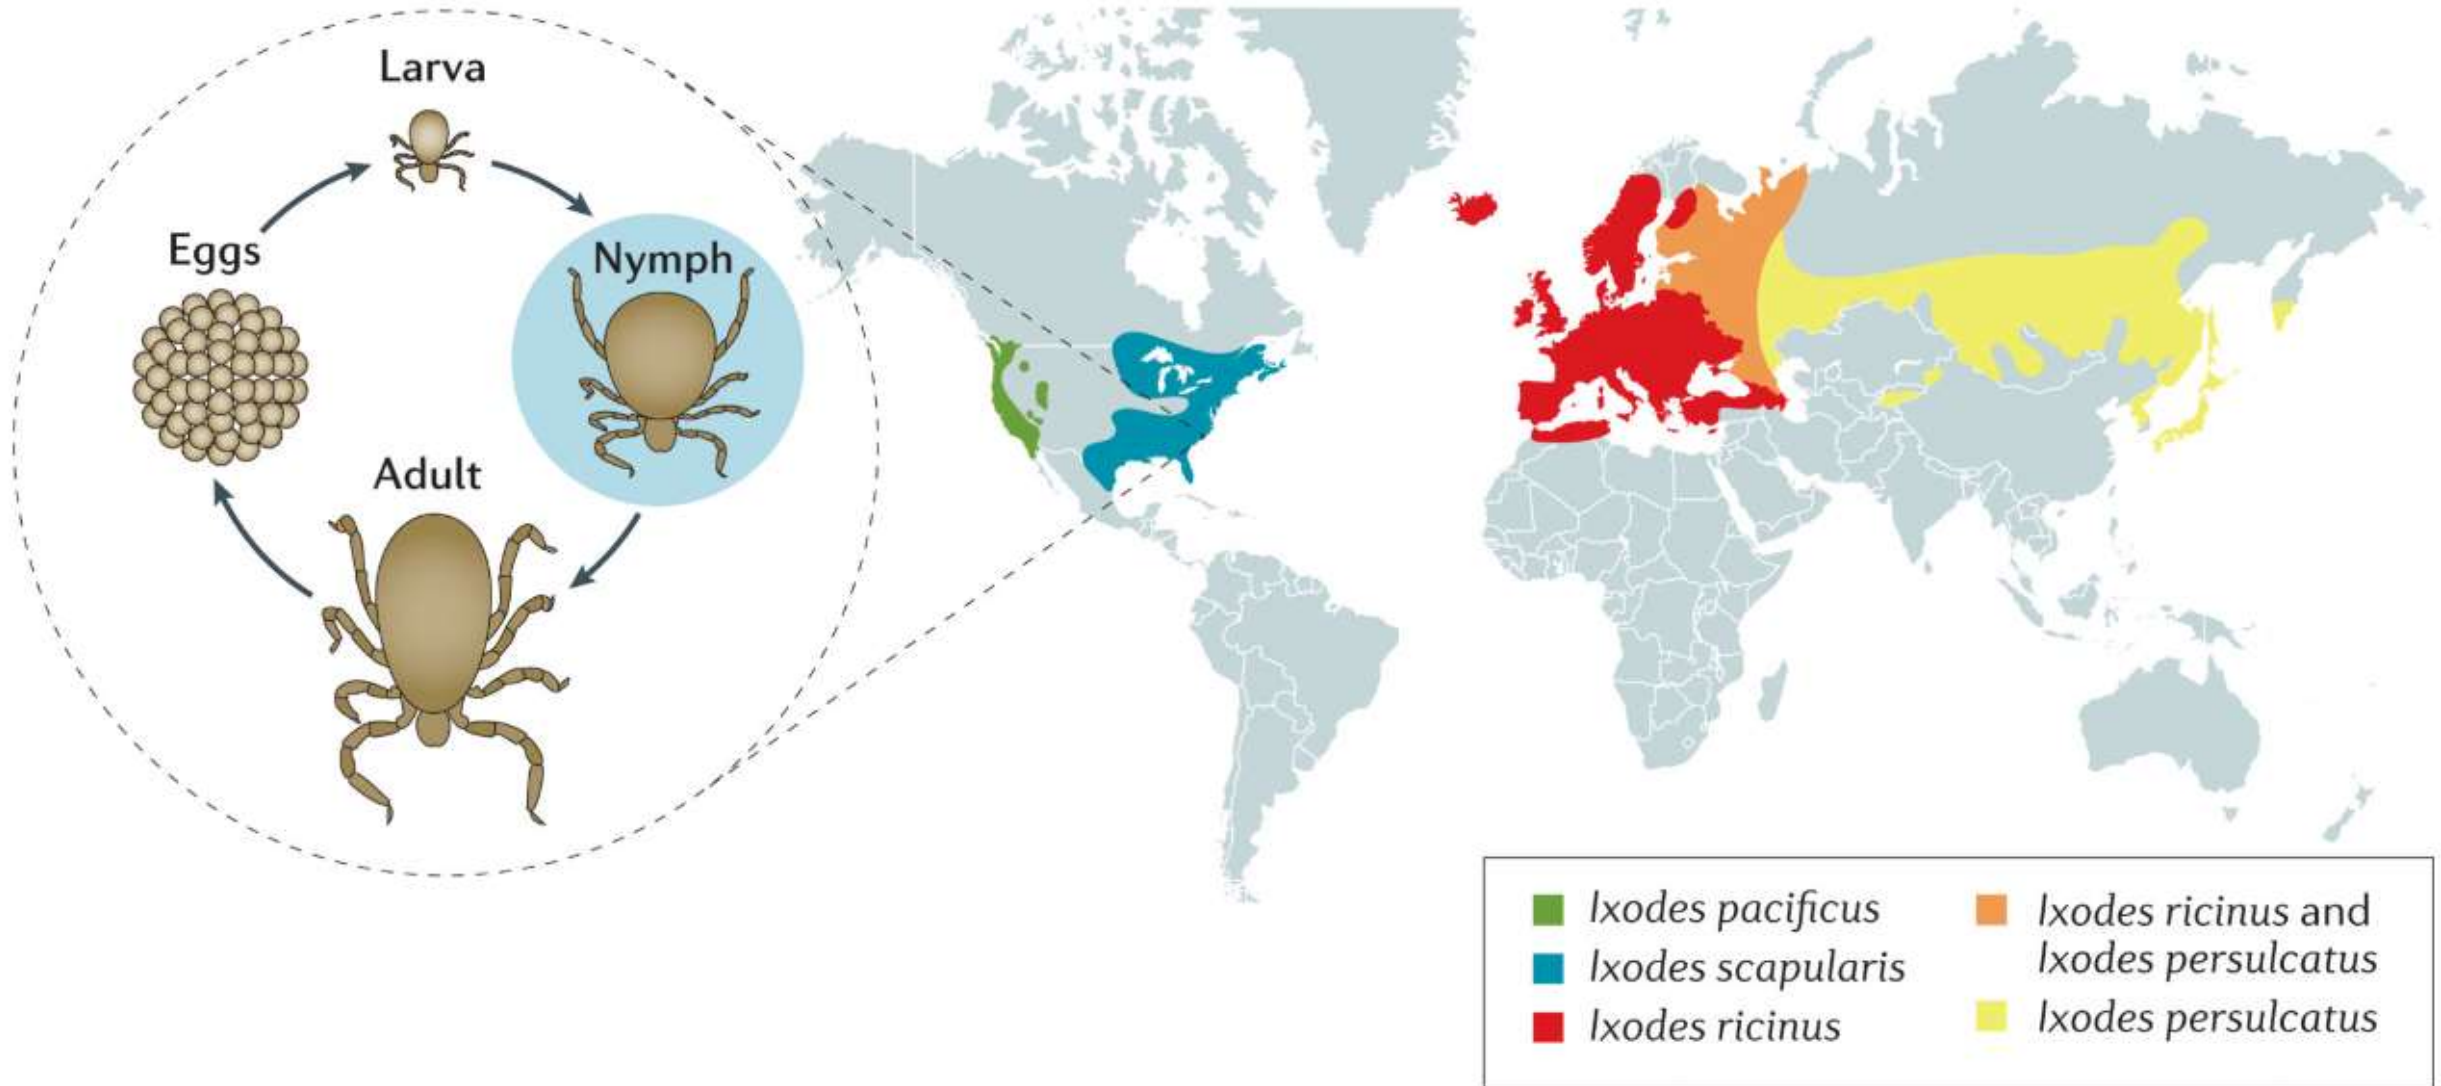 Larva
Eggs
Nymph
Adult
Ixodes pacificus
Ixodes scapularis
Ixodes ricinus
Ixodes ricinus and
Ixodes persulcatus
Ixodes persulcatus